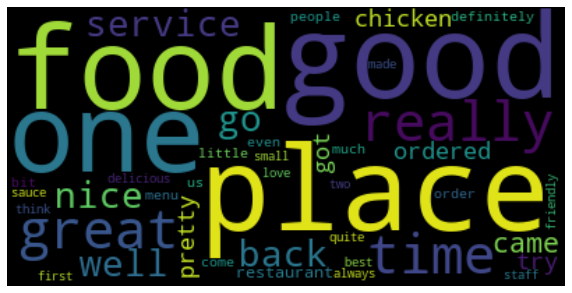 people
definitely
service
chicken
food
good
made
one
go
really
even
got
much
ordered
little
small
place
love
bit
delicious
us
two
sauce
nice
menu
pretty
order
friendly
think
great
quite
time
came
well
back
try
come
best
first
restaurant
always
staff